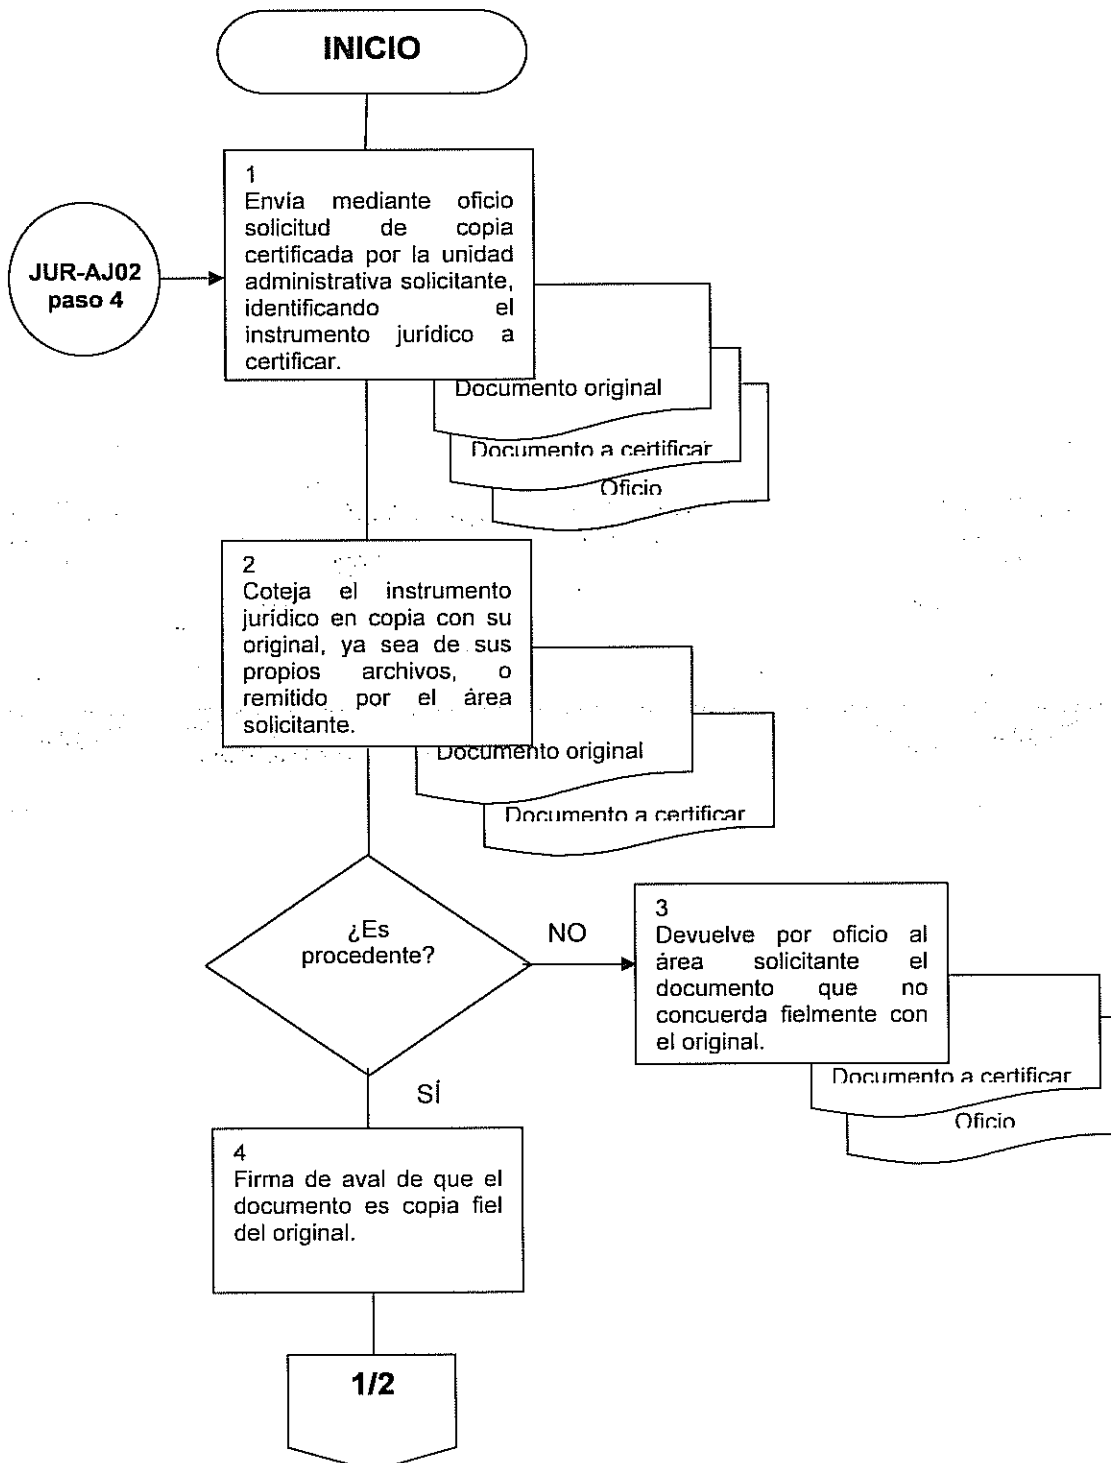 INICIO
JUR-AJ02
paso 4
1
Envía mediante oficio
solicitud de copia
certificada por la unidad
administrativa solicitante,
identificando el
instrumento jurídico a
certificar.
Documento original
Documento a certificar
Oficio
2
Coteja el instrumento
jurídico en copia con su
original, ya sea de sus
propios archivos, o
remitido por el área
solicitante.
Documento original
Documento a certificar
¿Es
procedente?
NO
3
Devuelve por oficio al
área solicitante el
documento que no
concuerda fielmente con
el original.
Documento a certificar
Oficio
SÍ
4
Firma de aval de que el
documento es copia fiel
del original.
1/2